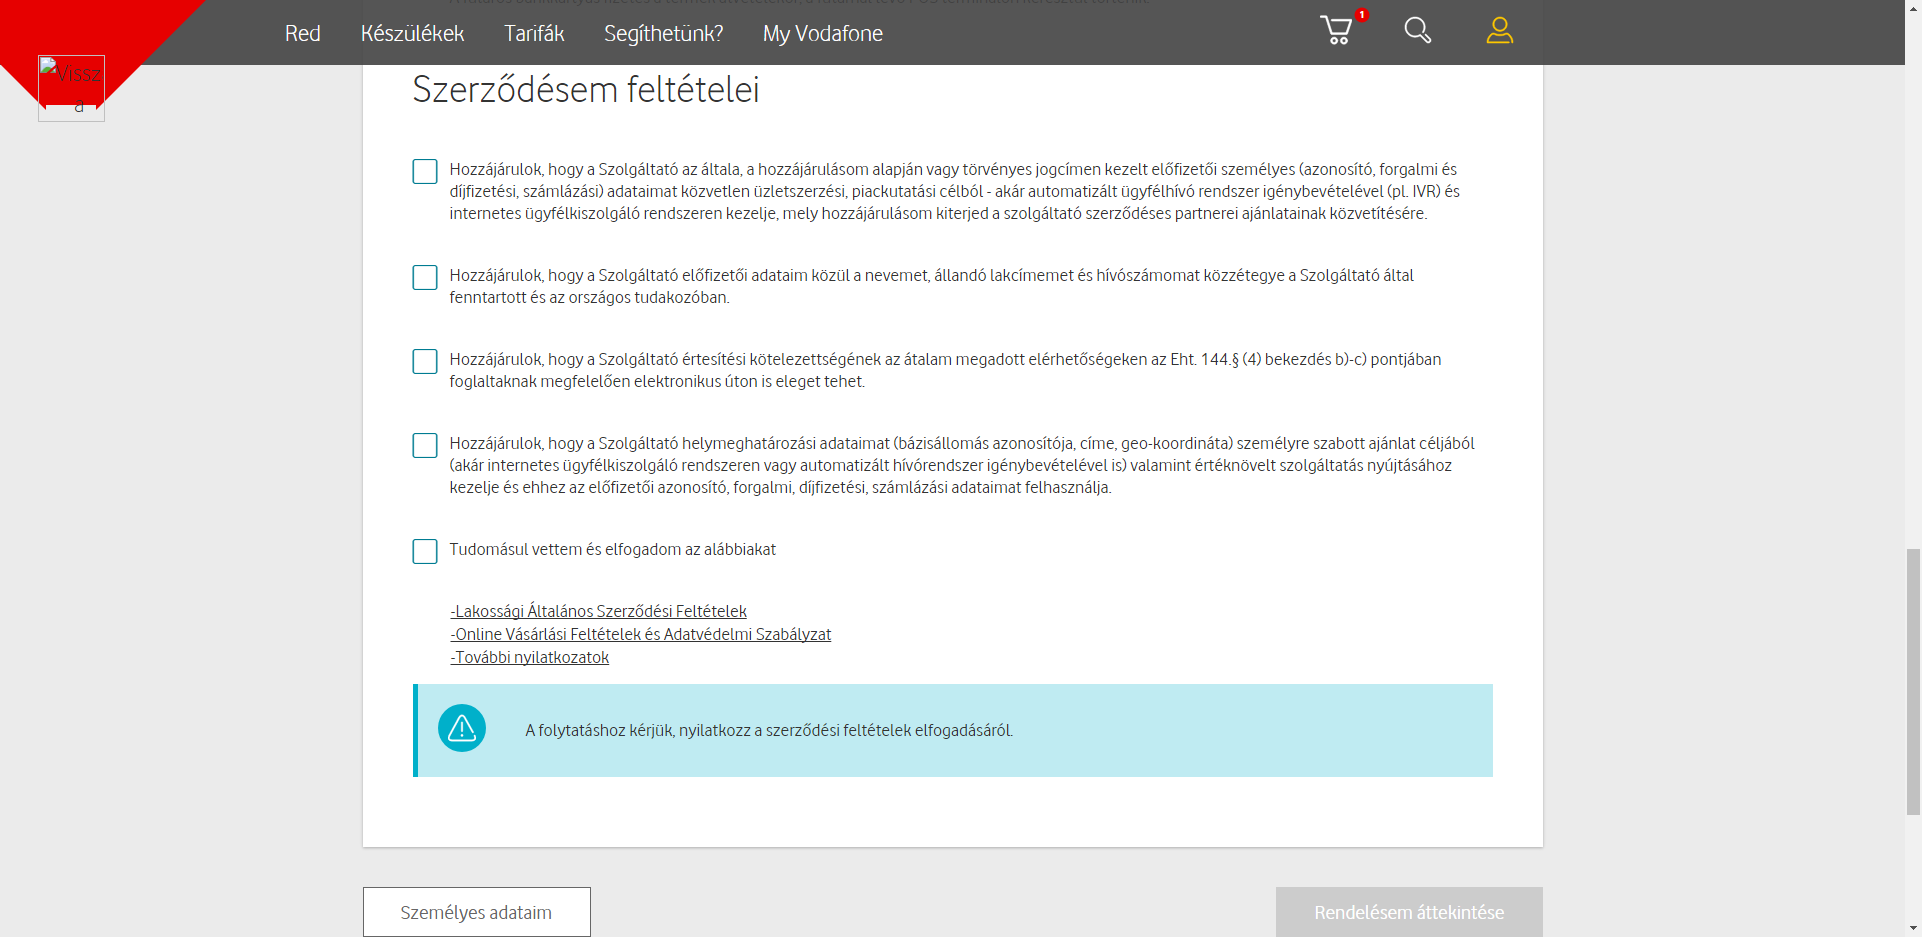 Red Készülékek Tarifák Segíthetünk? My Vodafone 1
Vissz
a
Szerződésem feltételei
Hozzájárulok, hogy a Szolgáltató az általa, a hozzájárulásom alapján vagy törvényes jogcímen kezelt előfizetői személyes (azonosító, forgalmi és
díjfizetési, számlázási) adataimat közvetlen üzletszerzési, piackutatási célból - akár automatizált ügyfélhívó rendszer igénybevételével (pl. IVR) és
internetes ügyfélkiszolgáló rendszeren kezelje, mely hozzájárulásom kiterjed a szolgáltató szerződéses partnerei ajánlatainak közvetítésére.
Hozzájárulok, hogy a Szolgáltató előfizetői adataim közül a nevemet, állandó lakcímemet és hívószámomat közzétegye a Szolgáltató által
fenntartott és az országos tudakozóban.
Hozzájárulok, hogy a Szolgáltató értesítési kötelezettségének az átalam megadott elérhetőségeken az Eht. 144.§ (4) bekezdés b)-c) pontjában
foglaltaknak megfelelően elektronikus úton is eleget tehet.
Hozzájárulok, hogy a Szolgáltató helymeghatározási adataimat (bázisállomás azonosítója, címe, geo-koordináta) személyre szabott ajánlat céljából
(akár internetes ügyfélkiszolgáló rendszeren vagy automatizált hívórendszer igénybevételével is) valamint értéknövelt szolgáltatás nyújtásához
kezelje és ehhez az előfizetői azonosító, forgalmi, díjfizetési, számlázási adataimat felhasználja.
Tudomásul vettem és elfogadom az alábbiakat
-Lakossági Általános Szerződési Feltételek
-Online Vásárlási Feltételek és Adatvédelmi Szabályzat
-További nyilatkozatok
A folytatáshoz kérjük, nyilatkozz a szerződési feltételek elfogadásáról.
Személyes adataim
Rendelésem áttekintése